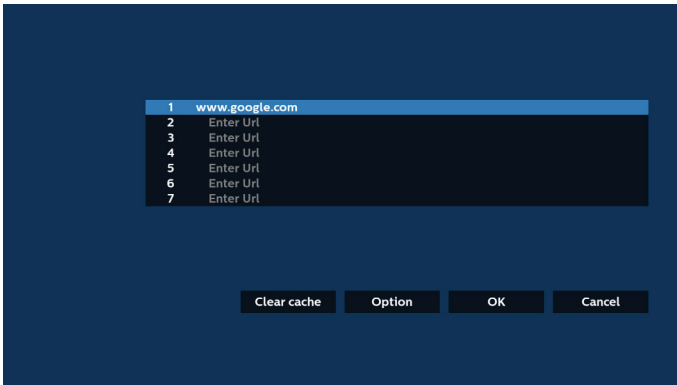 1 www.google.com
2 Enter Url
3 Enter Url
4 Enter Url
5 Enter Url
6 Enter Url
7 Enter Url
Clear cache Option OK Cancel